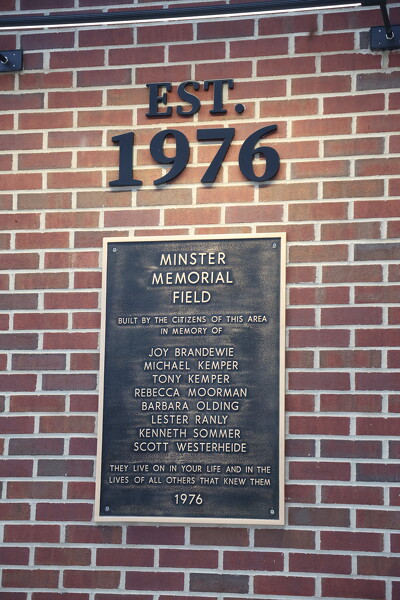 EST.
1976
MINSTER
MEMORIAL
FIELD
BUILT BY THE CITIZENS OF THIS AREA
IN MEMORY OF
JOY BRANDEWIE
MICHAEL KEMPER
TONY KEMPER
REBECCA MOORMAN
BARBARA OLDING
LESTER RANLY
KENNETH SOMMER
SCOTT WESTERHEIDE
THEY LIVE ON IN YOUR LIFE AND IN THE
LIVES OF ALL OTHERS THAT KNEW THEM
1976